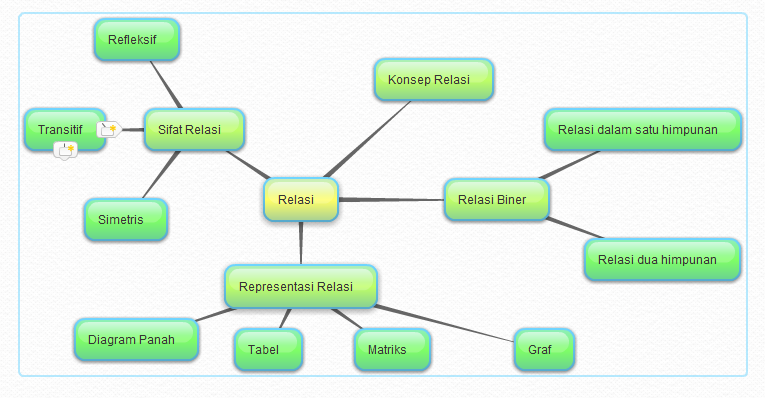 Refleksif
Konsep Relasi
Transitif
Sifat Relasi
Relasi dalam satu himpunan
Simetris
Relasi
Relasi Biner
Relasi dua himpunan
Representasi Relasi
Diagram Panah
Tabel
Matriks
Graf